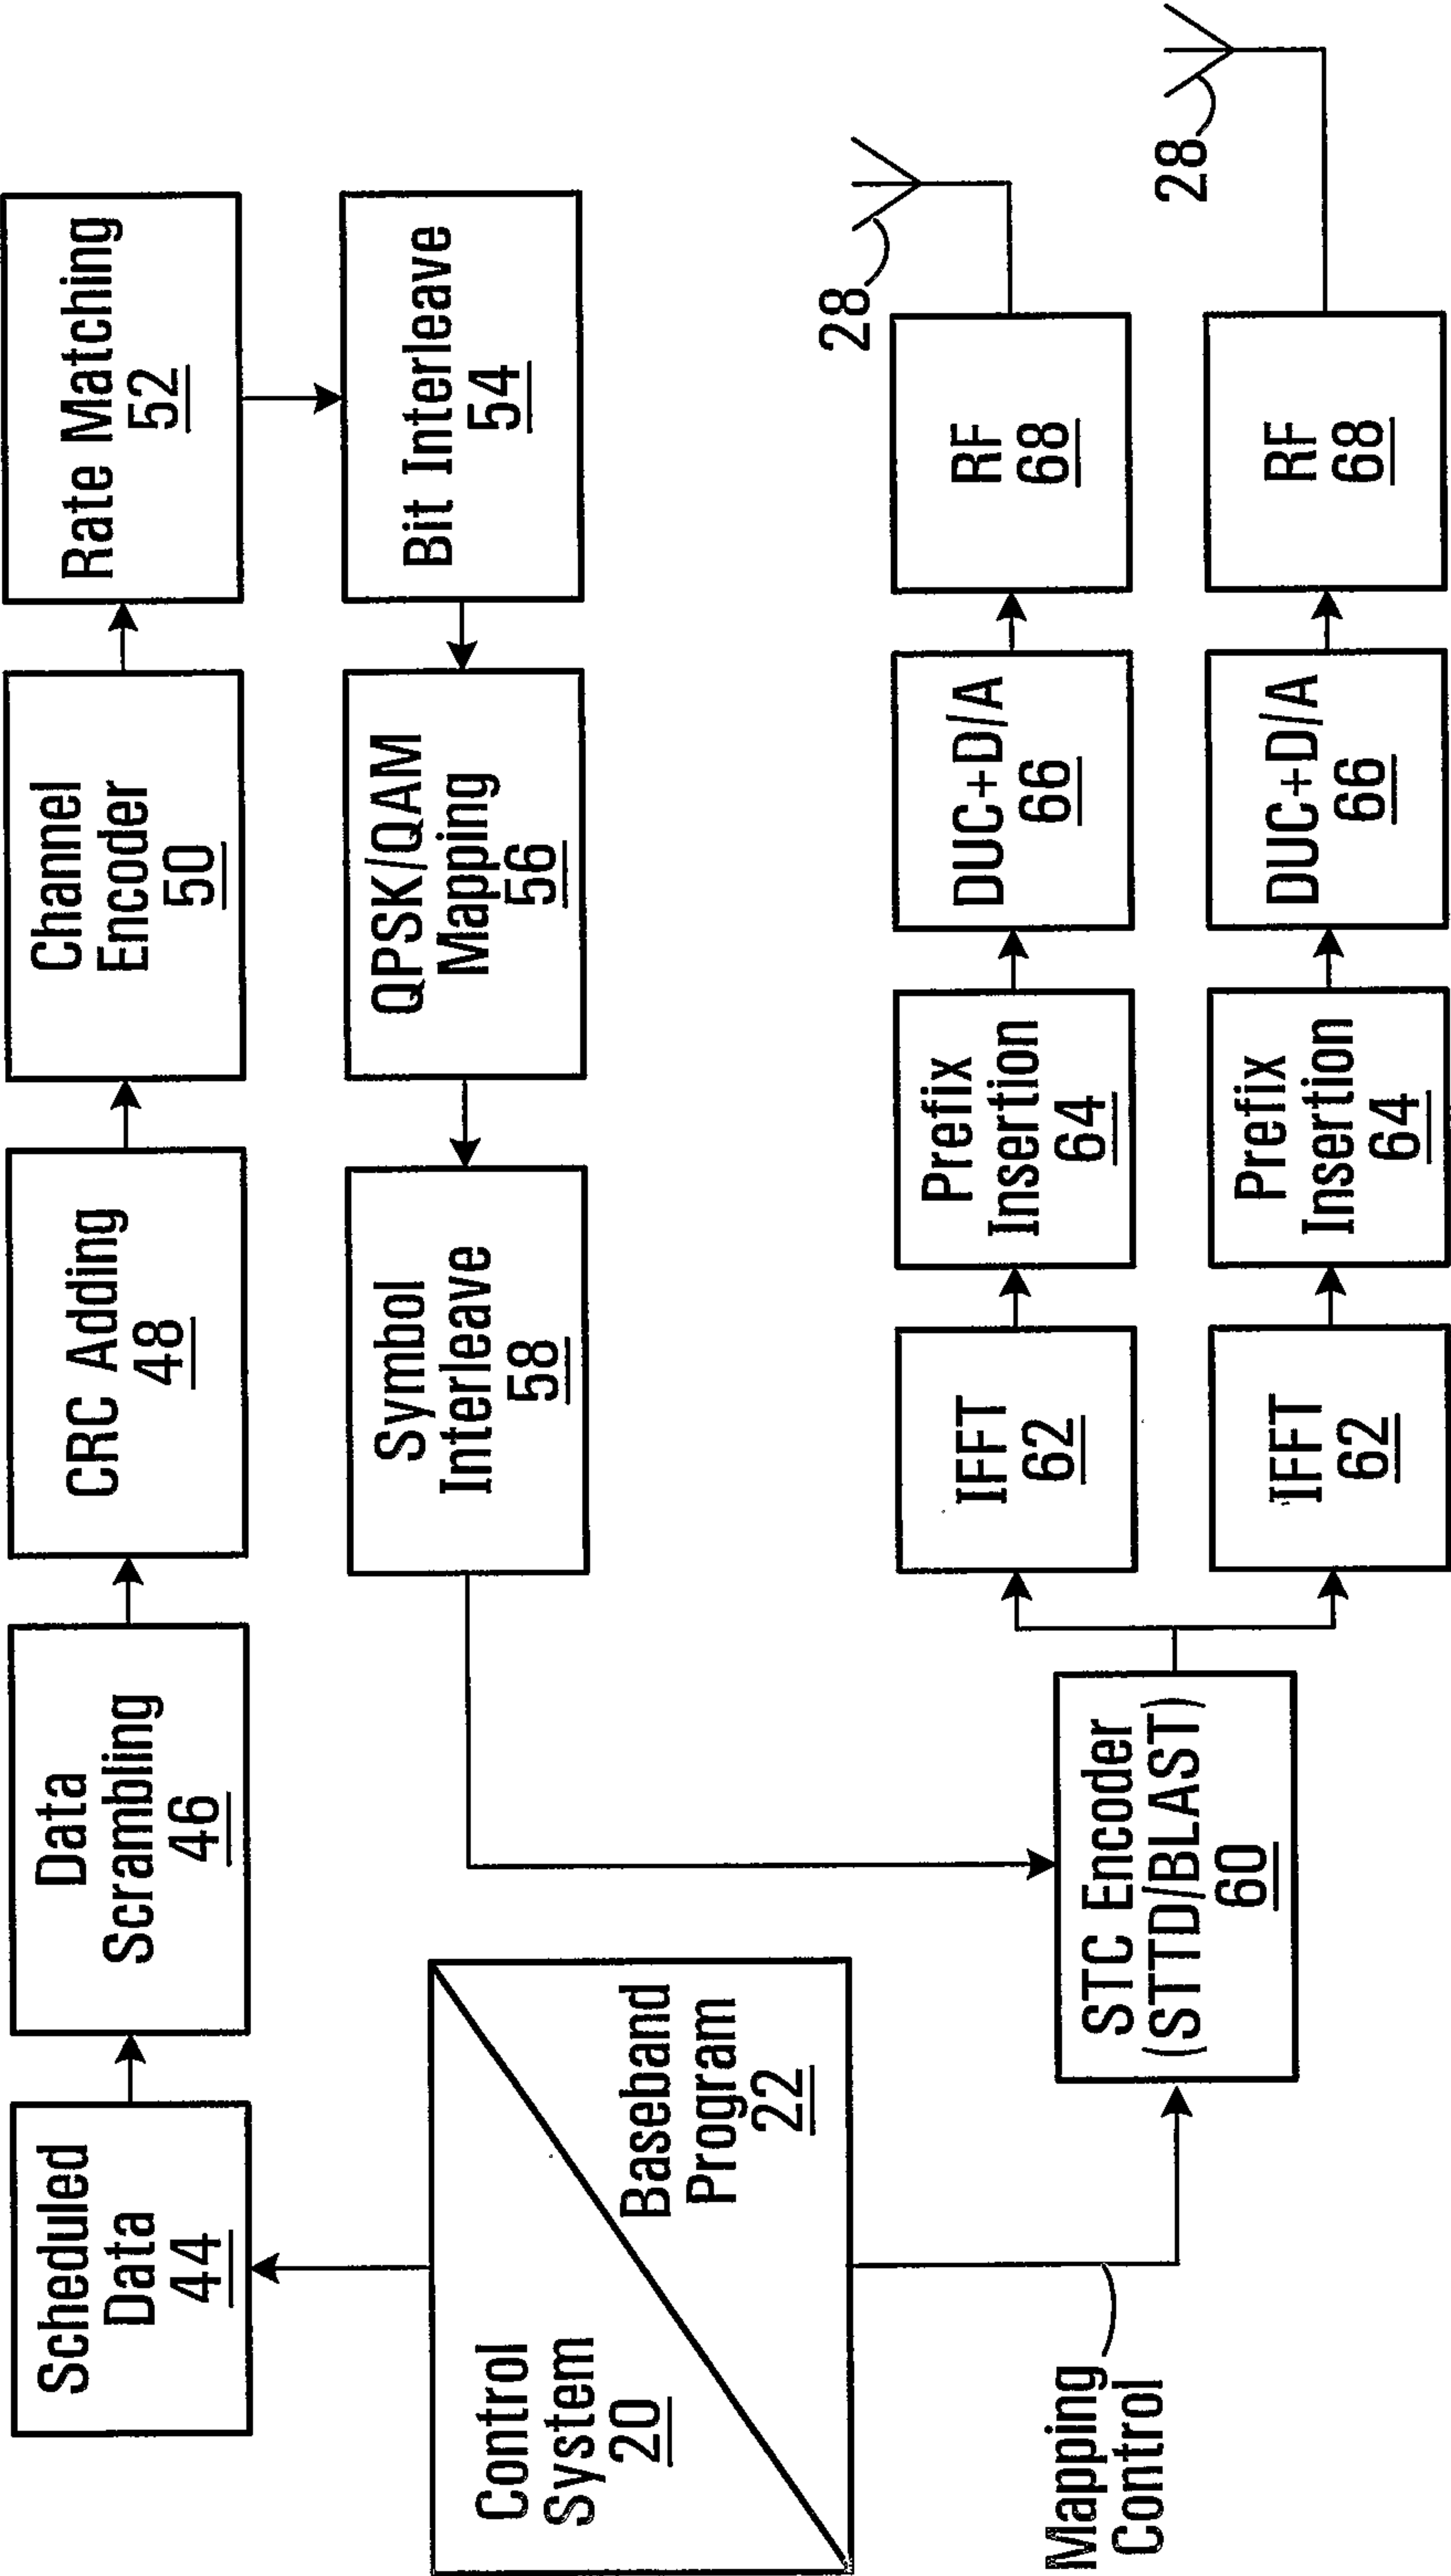 Scheduled
Data
44
Data
Scrambling
46
CRC Adding
48
Channel
Encoder
50
Rate Matching
52
Bit Interleave
54
QPSK/QAM
Mapping
56
Symbol
Interleave
58
Control
System
20
Baseband
Program
22
Mapping
Control
STC Encoder
(STTD/BLAST)
60
IFFT
62
Prefix
Insertion
64
DUC+D/A
66
RF
68
28
IFFT
62
Prefix
Insertion
64
DUC+D/A
66
RF
68
28